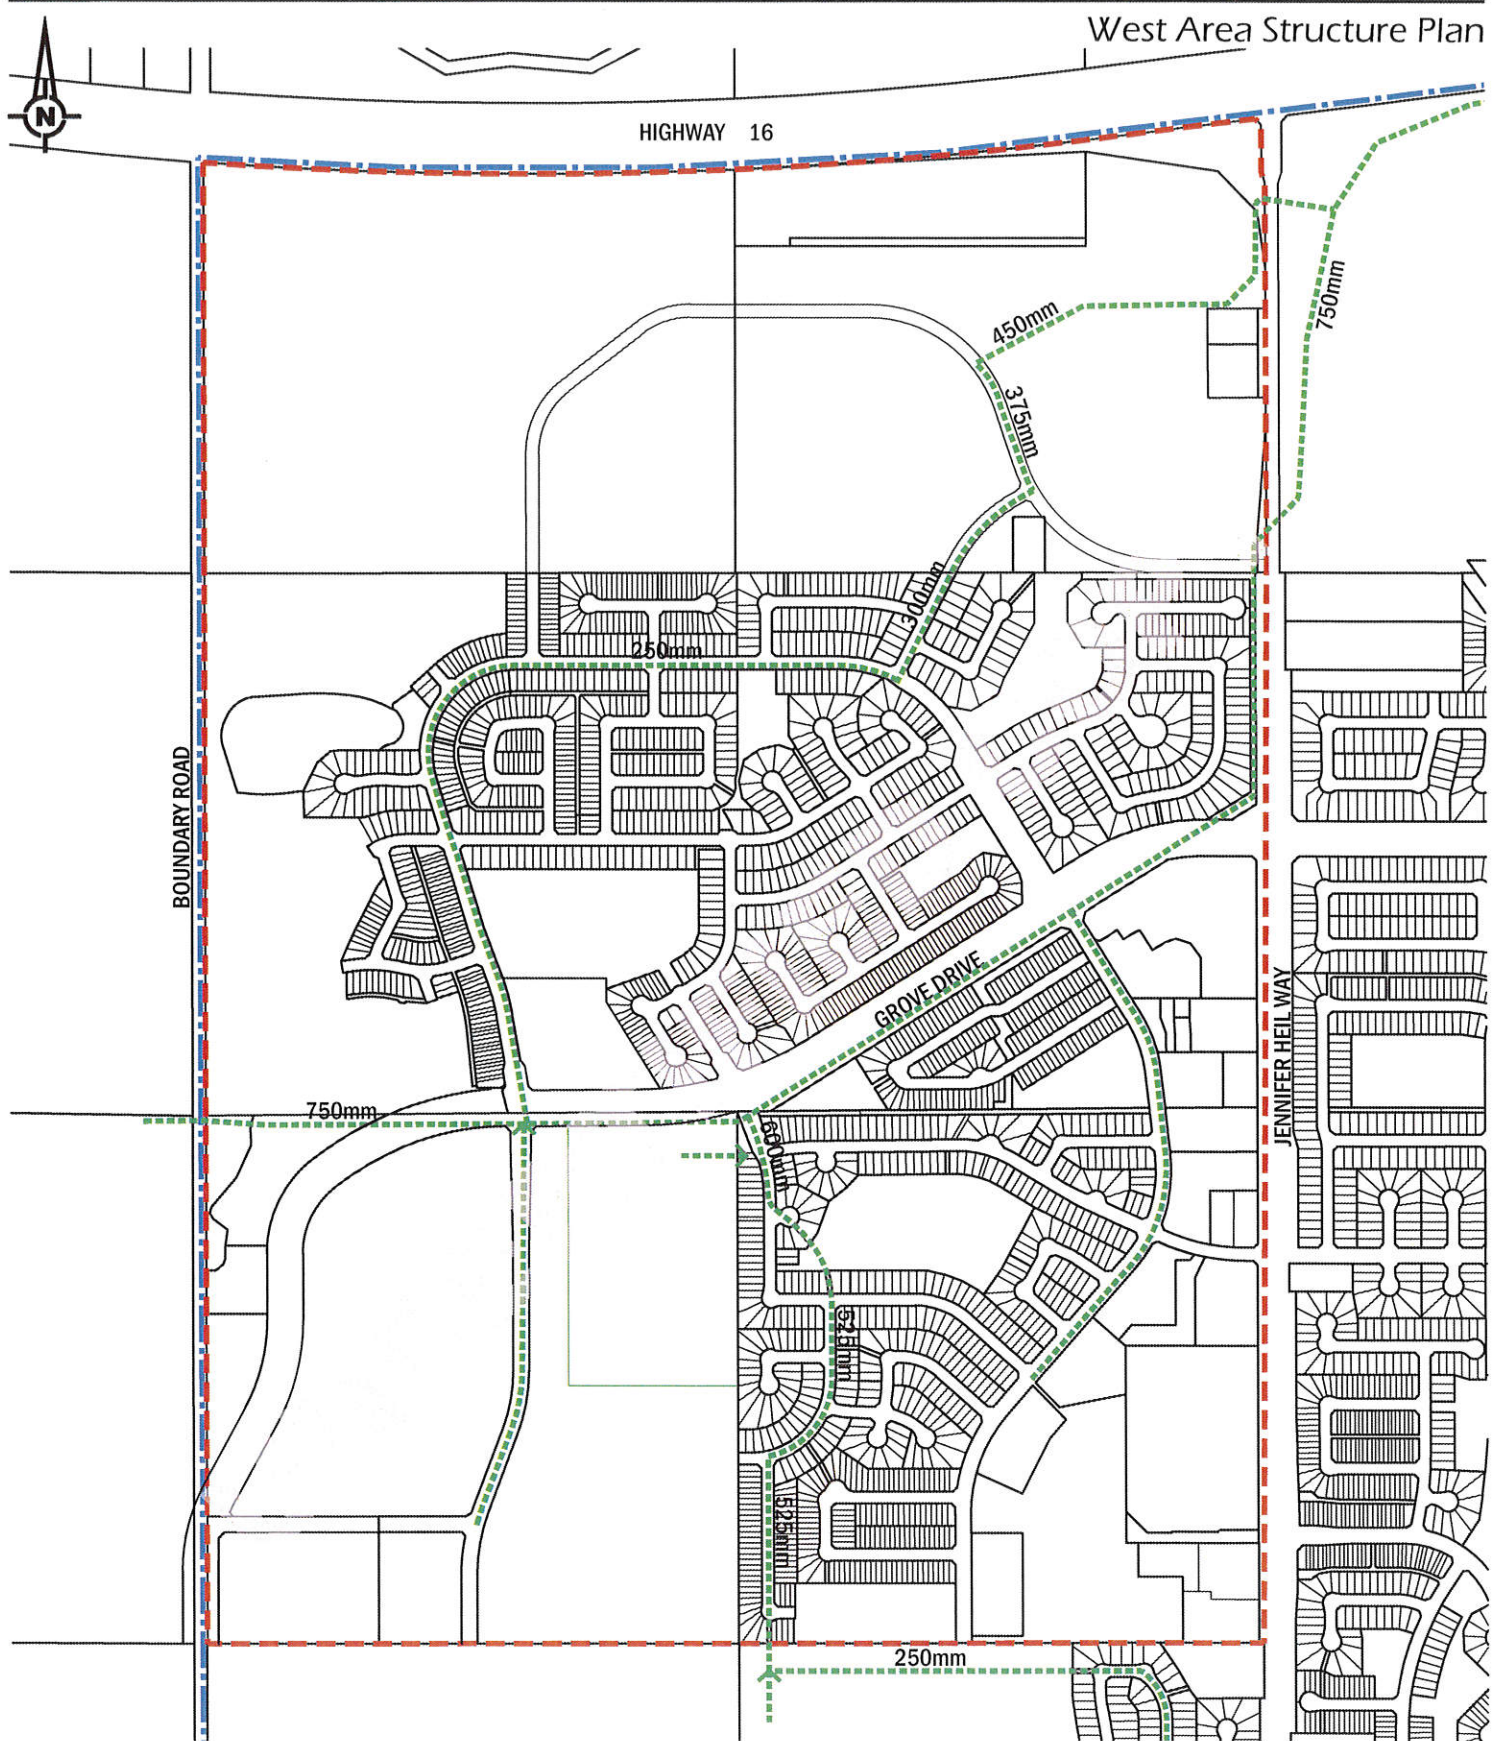 West Area Structure Plan
N
HIGHWAY 16
450mm
750mm
375mm
300mm
250mm
BOUNDARY ROAD
GROVE DRIVE
JENNIFER HEIL WAY
750mm
600mm
525mm
525mm
250mm